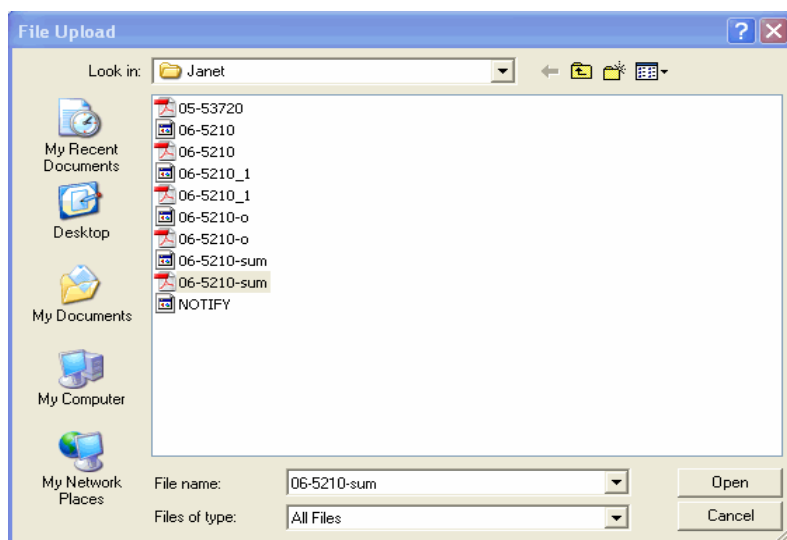 File Upload
Look in: Janet
My Recent
Documents
Desktop
My Documents
My Computer
My Network
Places
05-53720
06-5210
06-5210
06-5210_1
06-5210_1
06-5210-o
06-5210-o
06-5210-sum
06-5210-sum
NOTIFY
File name: 06-5210-sum Open
Files of type: All Files Cancel